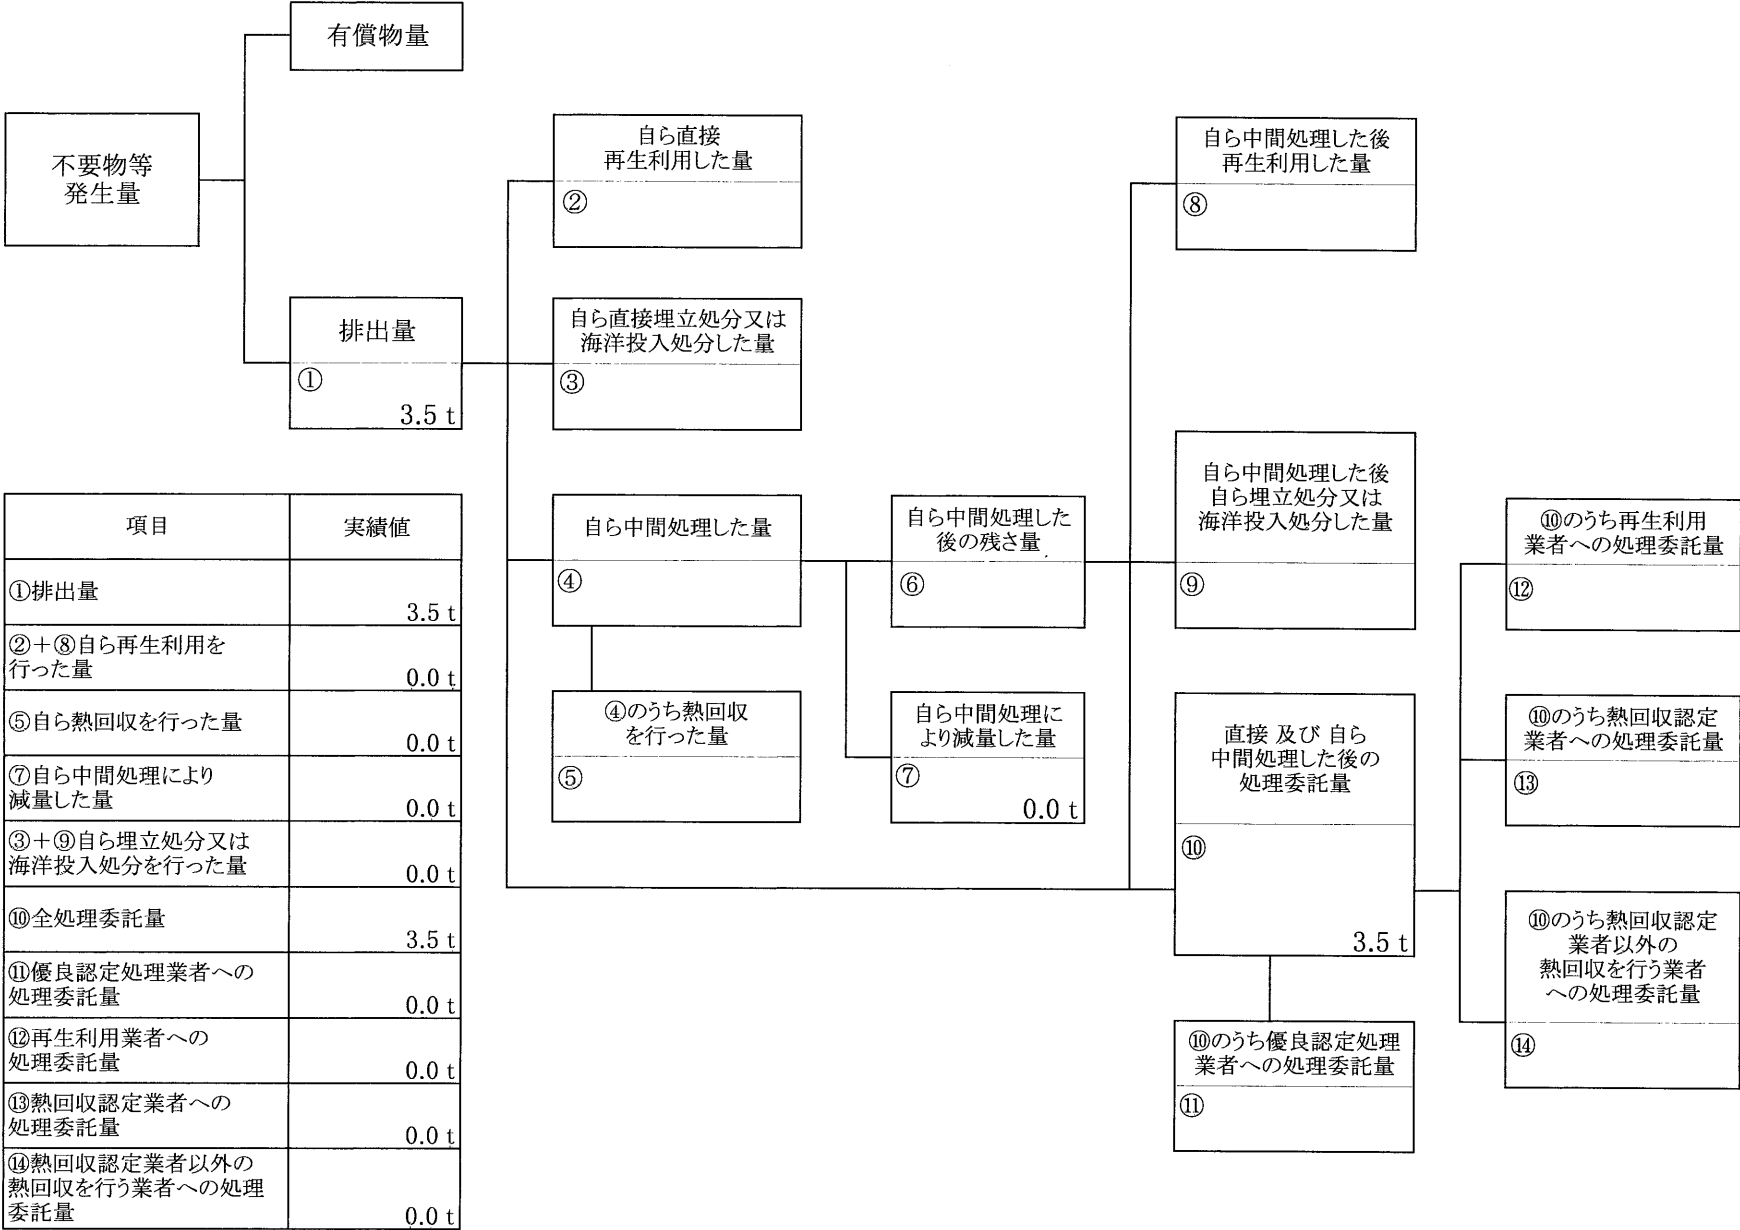 有償物量
不要物等
発生量
排出量
①
3.5 t
自ら直接
再生利用した量
②
自ら直接埋立処分又は
海洋投入処分した量
③
自ら中間処理した量
④
④のうち熱回収
を行った量
⑤
自ら中間処理した
後の残さ量
⑥
自ら中間処理に
より減量した量
⑦
0.0 t
自ら中間処理した後
再生利用した量
⑧
自ら中間処理した後
自ら埋立処分又は
海洋投入処分した量
⑨
直接 及び 自ら
中間処理した後の
処理委託量
⑩
3.5 t
⑩のうち優良認定処理
業者への処理委託量
⑪
⑩のうち再生利用
業者への処理委託量
⑫
⑩のうち熱回収認定
業者への処理委託量
⑬
⑩のうち熱回収認定
業者以外の
熱回収を行う業者
への処理委託量
⑭
項目 実績値
①排出量
3.5 t
②＋⑧自ら再生利用を
行った量
0.0 t
⑤自ら熱回収を行った量
0.0 t
⑦自ら中間処理により
減量した量
0.0 t
③＋⑨自ら埋立処分又は
海洋投入処分を行った量
0.0 t
⑩全処理委託量
3.5 t
⑪優良認定処理業者への
処理委託量
0.0 t
⑫再生利用業者への
処理委託量
0.0 t
⑬熱回収認定業者への
処理委託量
0.0 t
⑭熱回収認定業者以外の
熱回収を行う業者への処理
委託量
0.0 t